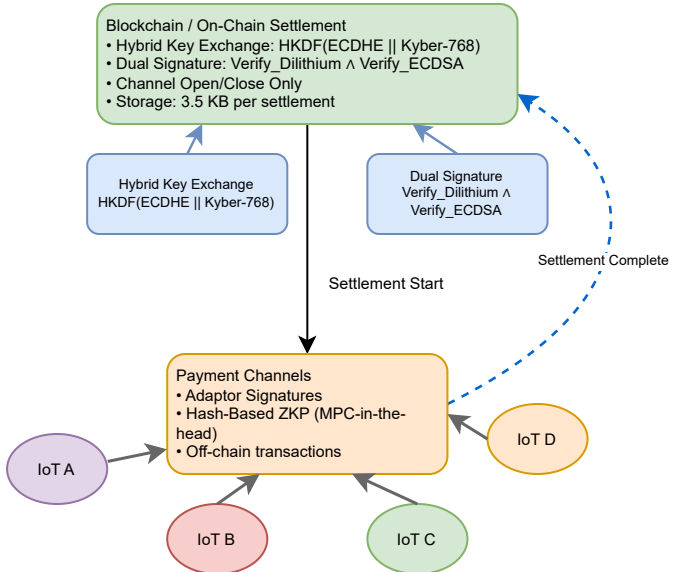 Blockchain / On-Chain Settlement
• Hybrid Key Exchange: HKDF(ECDHE || Kyber-768)
• Dual Signature: Verify_Dilithium ∧ Verify_ECDSA
• Channel Open/Close Only
• Storage: 3.5 KB per settlement
Hybrid Key Exchange
HKDF(ECDHE || Kyber-768)
Dual Signature
Verify_Dilithium ∧
Verify_ECDSA
Settlement Complete
Settlement Start
Payment Channels
• Adaptor Signatures
• Hash-Based ZKP (MPC-in-the-
head)
• Off-chain transactions
IoT A
IoT B
IoT C
IoT D